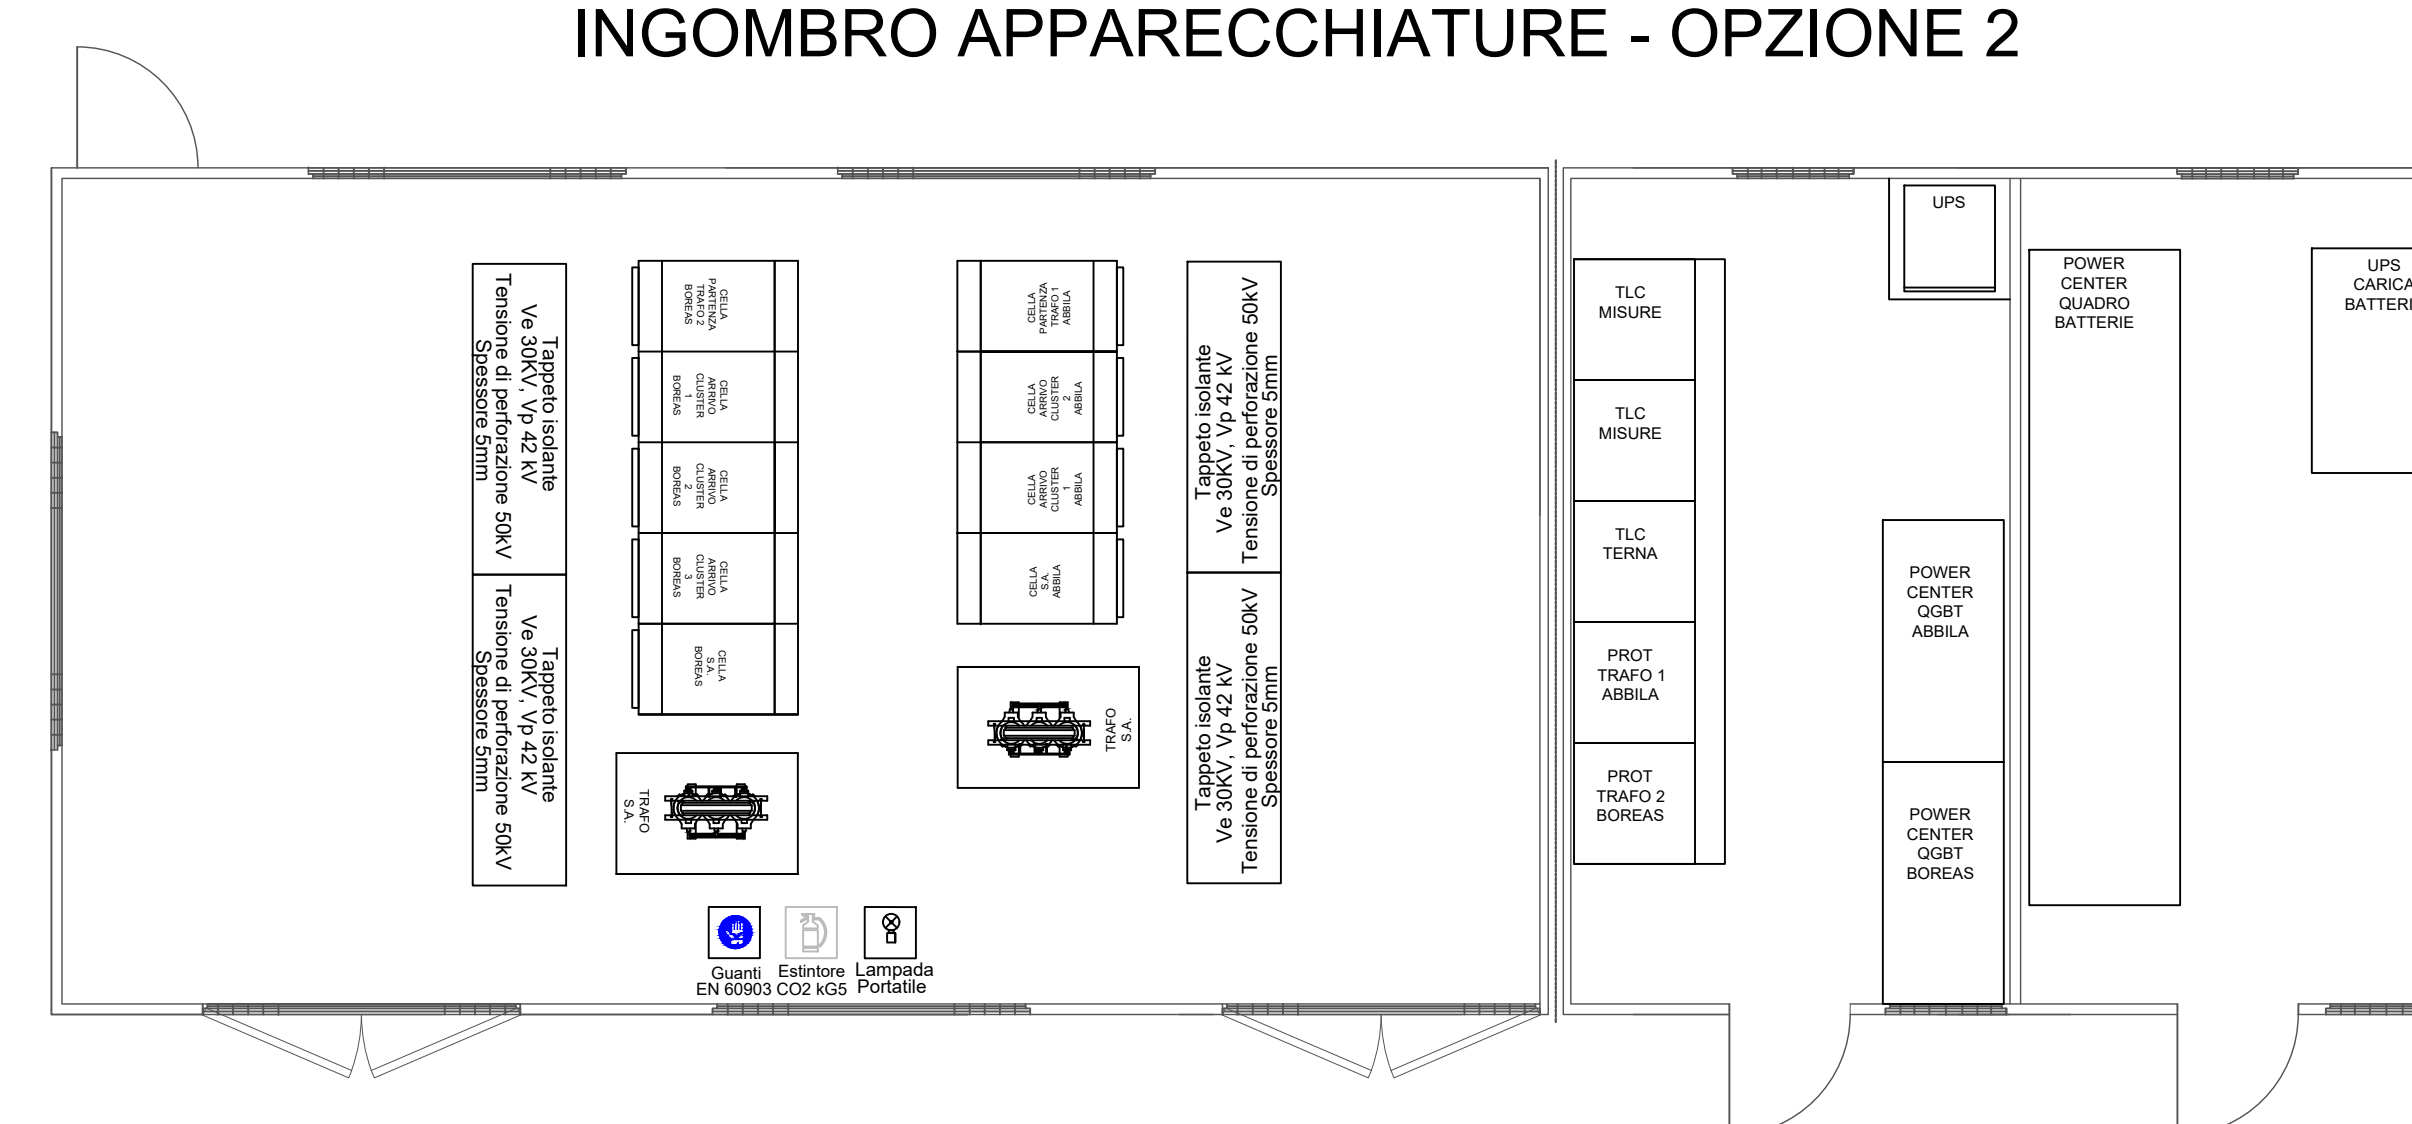 INGOMBRO APPARECCHIATURE - OPZIONE 2
Tappeto isolante
Ve 30KV, Vp 42 kV
Tensione di perforazione 50kV
Spessore 5mm
Tappeto isolante
Ve 30KV, Vp 42 kV
Tensione di perforazione 50kV
Spessore 5mm
CELLA
PARTENZA
TRAFO 2
BOREAS
CELLA
ARRIVO
CLUSTER
1
BOREAS
CELLA
ARRIVO
CLUSTER
2
BOREAS
CELLA
ARRIVO
CLUSTER
3
BOREAS
CELLA
S.A.
BOREAS
TRAFO
S.A.
CELLA
PARTENZA
TRAFO 1
ABBILA
CELLA
ARRIVO
CLUSTER
2
ABBILA
CELLA
ARRIVO
CLUSTER
1
ABBILA
CELLA
S.A.
ABBILA
TRAFO
S.A.
Tappeto isolante
Ve 30KV, Vp 42 kV
Tensione di perforazione 50kV
Spessore 5mm
Tappeto isolante
Ve 30KV, Vp 42 kV
Tensione di perforazione 50kV
Spessore 5mm
Guanti
EN 60903
Estintore
CO2 kG5
Lampada
Portatile
TLC
MISURE
TLC
MISURE
TLC
TERNA
PROT
TRAFO 1
ABBILA
PROT
TRAFO 2
BOREAS
UPS
POWER
CENTER
QGBT
ABBILA
POWER
CENTER
QGBT
BOREAS
POWER
CENTER
QUADRO
BATTERIE
UPS
CARICA
BATTERI